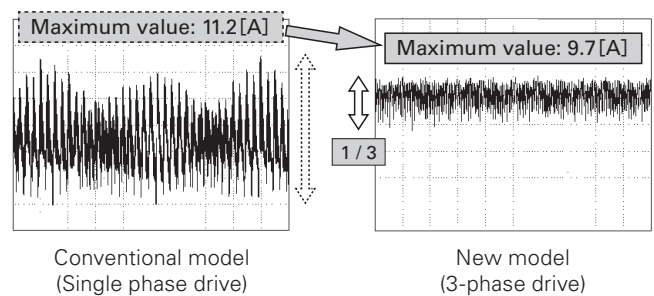 Maximum value: 11.2[A]
Maximum value: 9.7[A]
1/3
Conventional model
(Single phase drive)
New model
(3-phase drive)